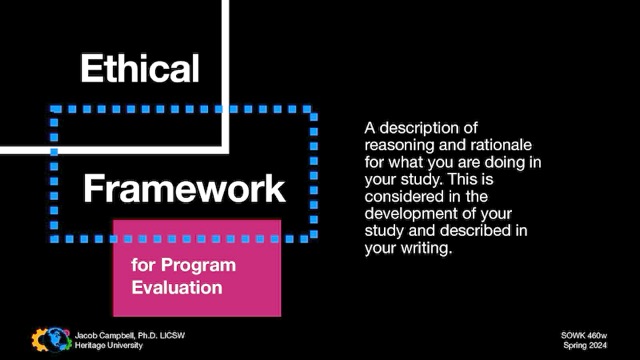 Ethical
Framework
for Program
Evaluation
A description of
reasoning and rationale
for what you are doing in
your study. This is
considered in the
development of your
study and described in
your writing.
Jacob Campbell, Ph.D. LICSW
Heritage University
SOWK 460w
Spring 2024